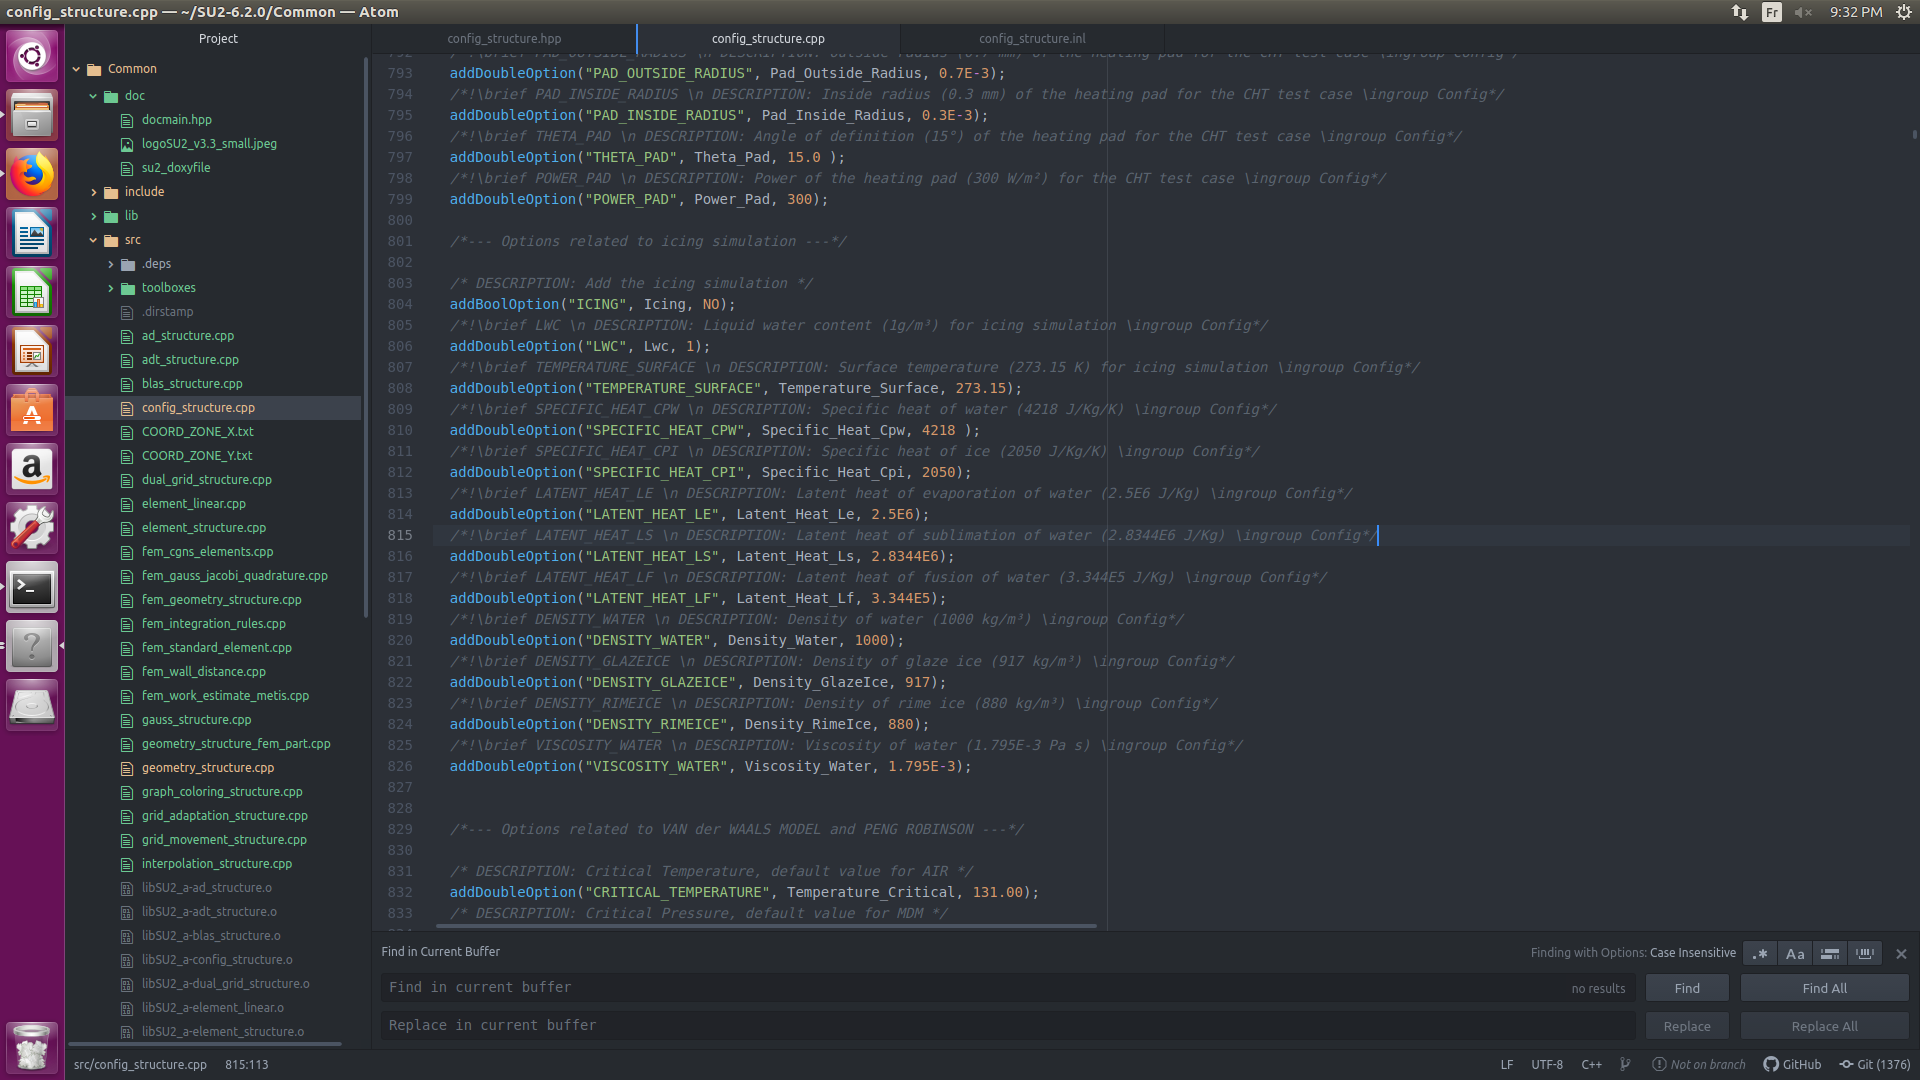 config_structure.cpp — ~/SU2-6.2.0/Common — Atom
Fr
9:32 PM
Project
Common
doc
docmain.hpp
logoSU2_v3.3_small.jpeg
su2_doxyfile
include
lib
src
.deps
toolboxes
.dirstamp
ad_structure.cpp
adt_structure.cpp
blas_structure.cpp
config_structure.cpp
COORD_ZONE_X.txt
COORD_ZONE_Y.txt
dual_grid_structure.cpp
element_linear.cpp
element_structure.cpp
fem_cgns_elements.cpp
fem_gauss_jacobi_quadrature.cpp
fem_geometry_structure.cpp
fem_integration_rules.cpp
fem_standard_element.cpp
fem_wall_distance.cpp
fem_work_estimate_metis.cpp
gauss_structure.cpp
geometry_structure_fem_part.cpp
geometry_structure.cpp
graph_coloring_structure.cpp
grid_adaptation_structure.cpp
grid_movement_structure.cpp
interpolation_structure.cpp
libSU2_a-ad_structure.o
libSU2_a-adt_structure.o
libSU2_a-blas_structure.o
libSU2_a-config_structure.o
libSU2_a-dual_grid_structure.o
libSU2_a-element_linear.o
libSU2_a-element_structure.o
config_structure.hpp
config_structure.cpp
config_structure.inl
793 addDoubleOption("PAD_OUTSIDE_RADIUS", Pad_Outside_Radius, 0.7E-3);
794 /*!\brief PAD_INSIDE_RADIUS \n DESCRIPTION: Inside radius (0.3 mm) of the heating pad for the CHT test case \ingroup Config*/
795 addDoubleOption("PAD_INSIDE_RADIUS", Pad_Inside_Radius, 0.3E-3);
796 /*!\brief THETA_PAD \n DESCRIPTION: Angle of definition (15°) of the heating pad for the CHT test case \ingroup Config*/
797 addDoubleOption("THETA_PAD", Theta_Pad, 15.0 );
798 /*!\brief POWER_PAD \n DESCRIPTION: Power of the heating pad (300 W/m²) for the CHT test case \ingroup Config*/
799 addDoubleOption("POWER_PAD", Power_Pad, 300);
800
801 /*--- Options related to icing simulation ---*/
802
803 /* DESCRIPTION: Add the icing simulation */
804 addBoolOption("ICING", Icing, NO);
805 /*!\brief LWC \n DESCRIPTION: Liquid water content (1g/m³) for icing simulation \ingroup Config*/
806 addDoubleOption("LWC", Lwc, 1);
807 /*!\brief TEMPERATURE_SURFACE \n DESCRIPTION: Surface temperature (273.15 K) for icing simulation \ingroup Config*/
808 addDoubleOption("TEMPERATURE_SURFACE", Temperature_Surface, 273.15);
809 /*!\brief SPECIFIC_HEAT_CPW \n DESCRIPTION: Specific heat of water (4218 J/Kg/K) \ingroup Config*/
810 addDoubleOption("SPECIFIC_HEAT_CPW", Specific_Heat_Cpw, 4218 );
811 /*!\brief SPECIFIC_HEAT_CPI \n DESCRIPTION: Specific heat of ice (2050 J/Kg/K) \ingroup Config*/
812 addDoubleOption("SPECIFIC_HEAT_CPI", Specific_Heat_Cpi, 2050);
813 /*!\brief LATENT_HEAT_LE \n DESCRIPTION: Latent heat of evaporation of water (2.5E6 J/Kg) \ingroup Config*/
814 addDoubleOption("LATENT_HEAT_LE", Latent_Heat_Le, 2.5E6);
815 /*!\brief LATENT_HEAT_LS \n DESCRIPTION: Latent heat of sublimation of water (2.8344E6 J/Kg) \ingroup Config*/
816 addDoubleOption("LATENT_HEAT_LS", Latent_Heat_Ls, 2.8344E6);
817 /*!\brief LATENT_HEAT_LF \n DESCRIPTION: Latent heat of fusion of water (3.344E5 J/Kg) \ingroup Config*/
818 addDoubleOption("LATENT_HEAT_LF", Latent_Heat_Lf, 3.344E5);
819 /*!\brief DENSITY_WATER \n DESCRIPTION: Density of water (1000 kg/m³) \ingroup Config*/
820 addDoubleOption("DENSITY_WATER", Density_Water, 1000);
821 /*!\brief DENSITY_GLAZEICE \n DESCRIPTION: Density of glaze ice (917 kg/m³) \ingroup Config*/
822 addDoubleOption("DENSITY_GLAZEICE", Density_GlazeIce, 917);
823 /*!\brief DENSITY_RIMEICE \n DESCRIPTION: Density of rime ice (880 kg/m³) \ingroup Config*/
824 addDoubleOption("DENSITY_RIMEICE", Density_RimeIce, 880);
825 /*!\brief VISCOSITY_WATER \n DESCRIPTION: Viscosity of water (1.795E-3 Pa s) \ingroup Config*/
826 addDoubleOption("VISCOSITY_WATER", Viscosity_Water, 1.795E-3);
827
828
829 /*--- Options related to VAN der WAALS MODEL and PENG ROBINSON ---*/
830
831 /* DESCRIPTION: Critical Temperature, default value for AIR */
832 addDoubleOption("CRITICAL_TEMPERATURE", Temperature_Critical, 131.00);
833 /* DESCRIPTION: Critical Pressure, default value for MDM */
Find in Current Buffer
Finding with Options: Case Insensitive
.* Aa
Find in current buffer
no results
Find
Find All
Replace in current buffer
Replace
Replace All
src/config_structure.cpp 815:113
LF UTF-8 C++ Not on branch GitHub Git (1376)